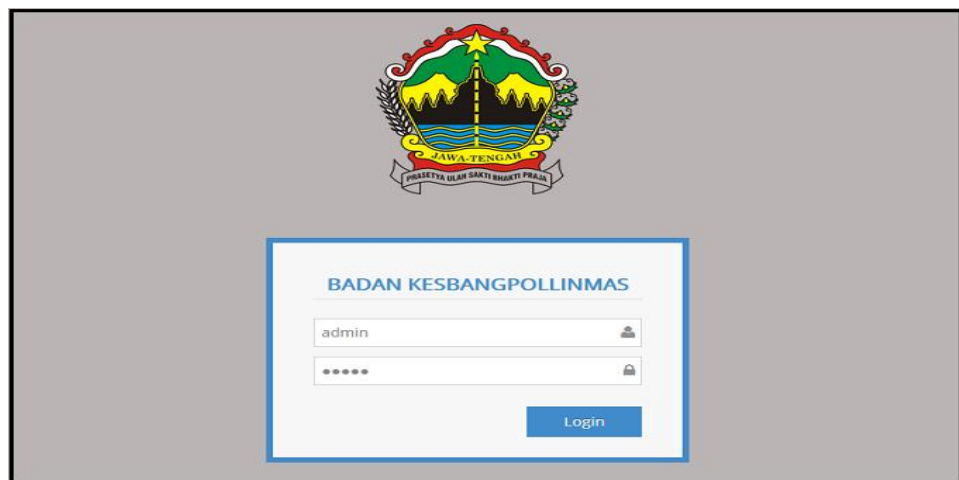 JAWA-TENGAH
PRASETYA ULAH SAKTI BHAKTI PRAJA
BADAN KESBANGPOLLINMAS
admin
•••••
Login